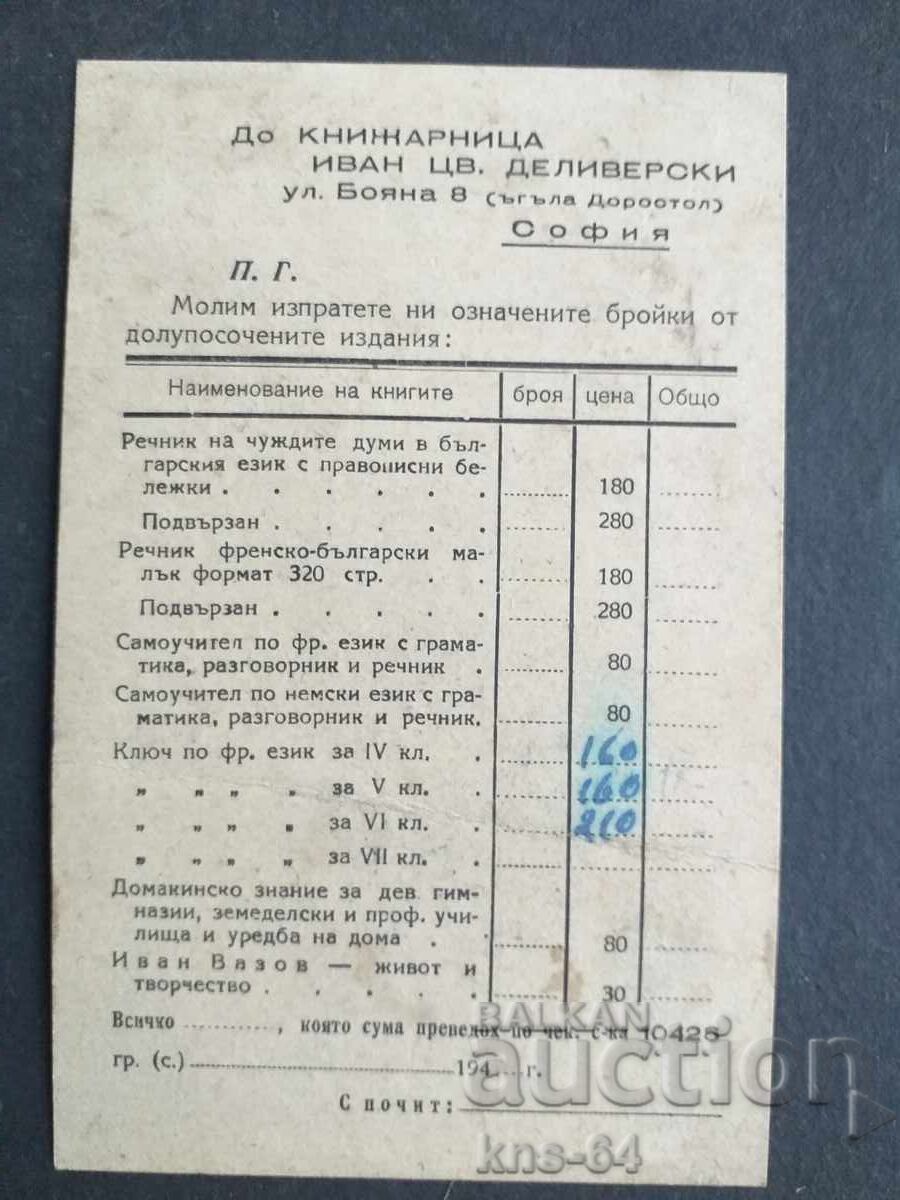 До КНИЖАРНИЦА
ИВАН ЦВ. ДЕЛИВЕРСКИ
ул. Бояна 8 (ъгъла Доростол)
София
П. Г.
Молим изпратете ни означените бройки от
долупосочените издания:
Наименование на книгите броя цена Общо
Речник на чуждите думи в бъл-
гарския език с правописни бе-
лежки . . . . . . 180
Подвързан . . . . . 280
Речник френско-български ма-
лък формат 320 стр. . . 180
Подвързан . . . . . 280
Самоучител по фр. език с грама-
тика, разговорник и речник . 80
Самоучител по немски език с гра-
матика, разговорник и речник. 80
Ключ по фр. език за IV кл. . 160
„ „ „ „ за V кл. . 160
„ „ „ „ за VI кл. . 210
„ „ „ „ за VII кл. .
Домакинско знание за дев. гим-
назии, земеделски и проф. учи-
лища и уредба на дома . . 80
Иван Вазов — живот и
творчество . . . . . 30
Всичко ............, която сума преведох по чек. с-ка 10428
гр. (с.) ........................ 194......г.
С почит:
BALKAN
auction
kns-64